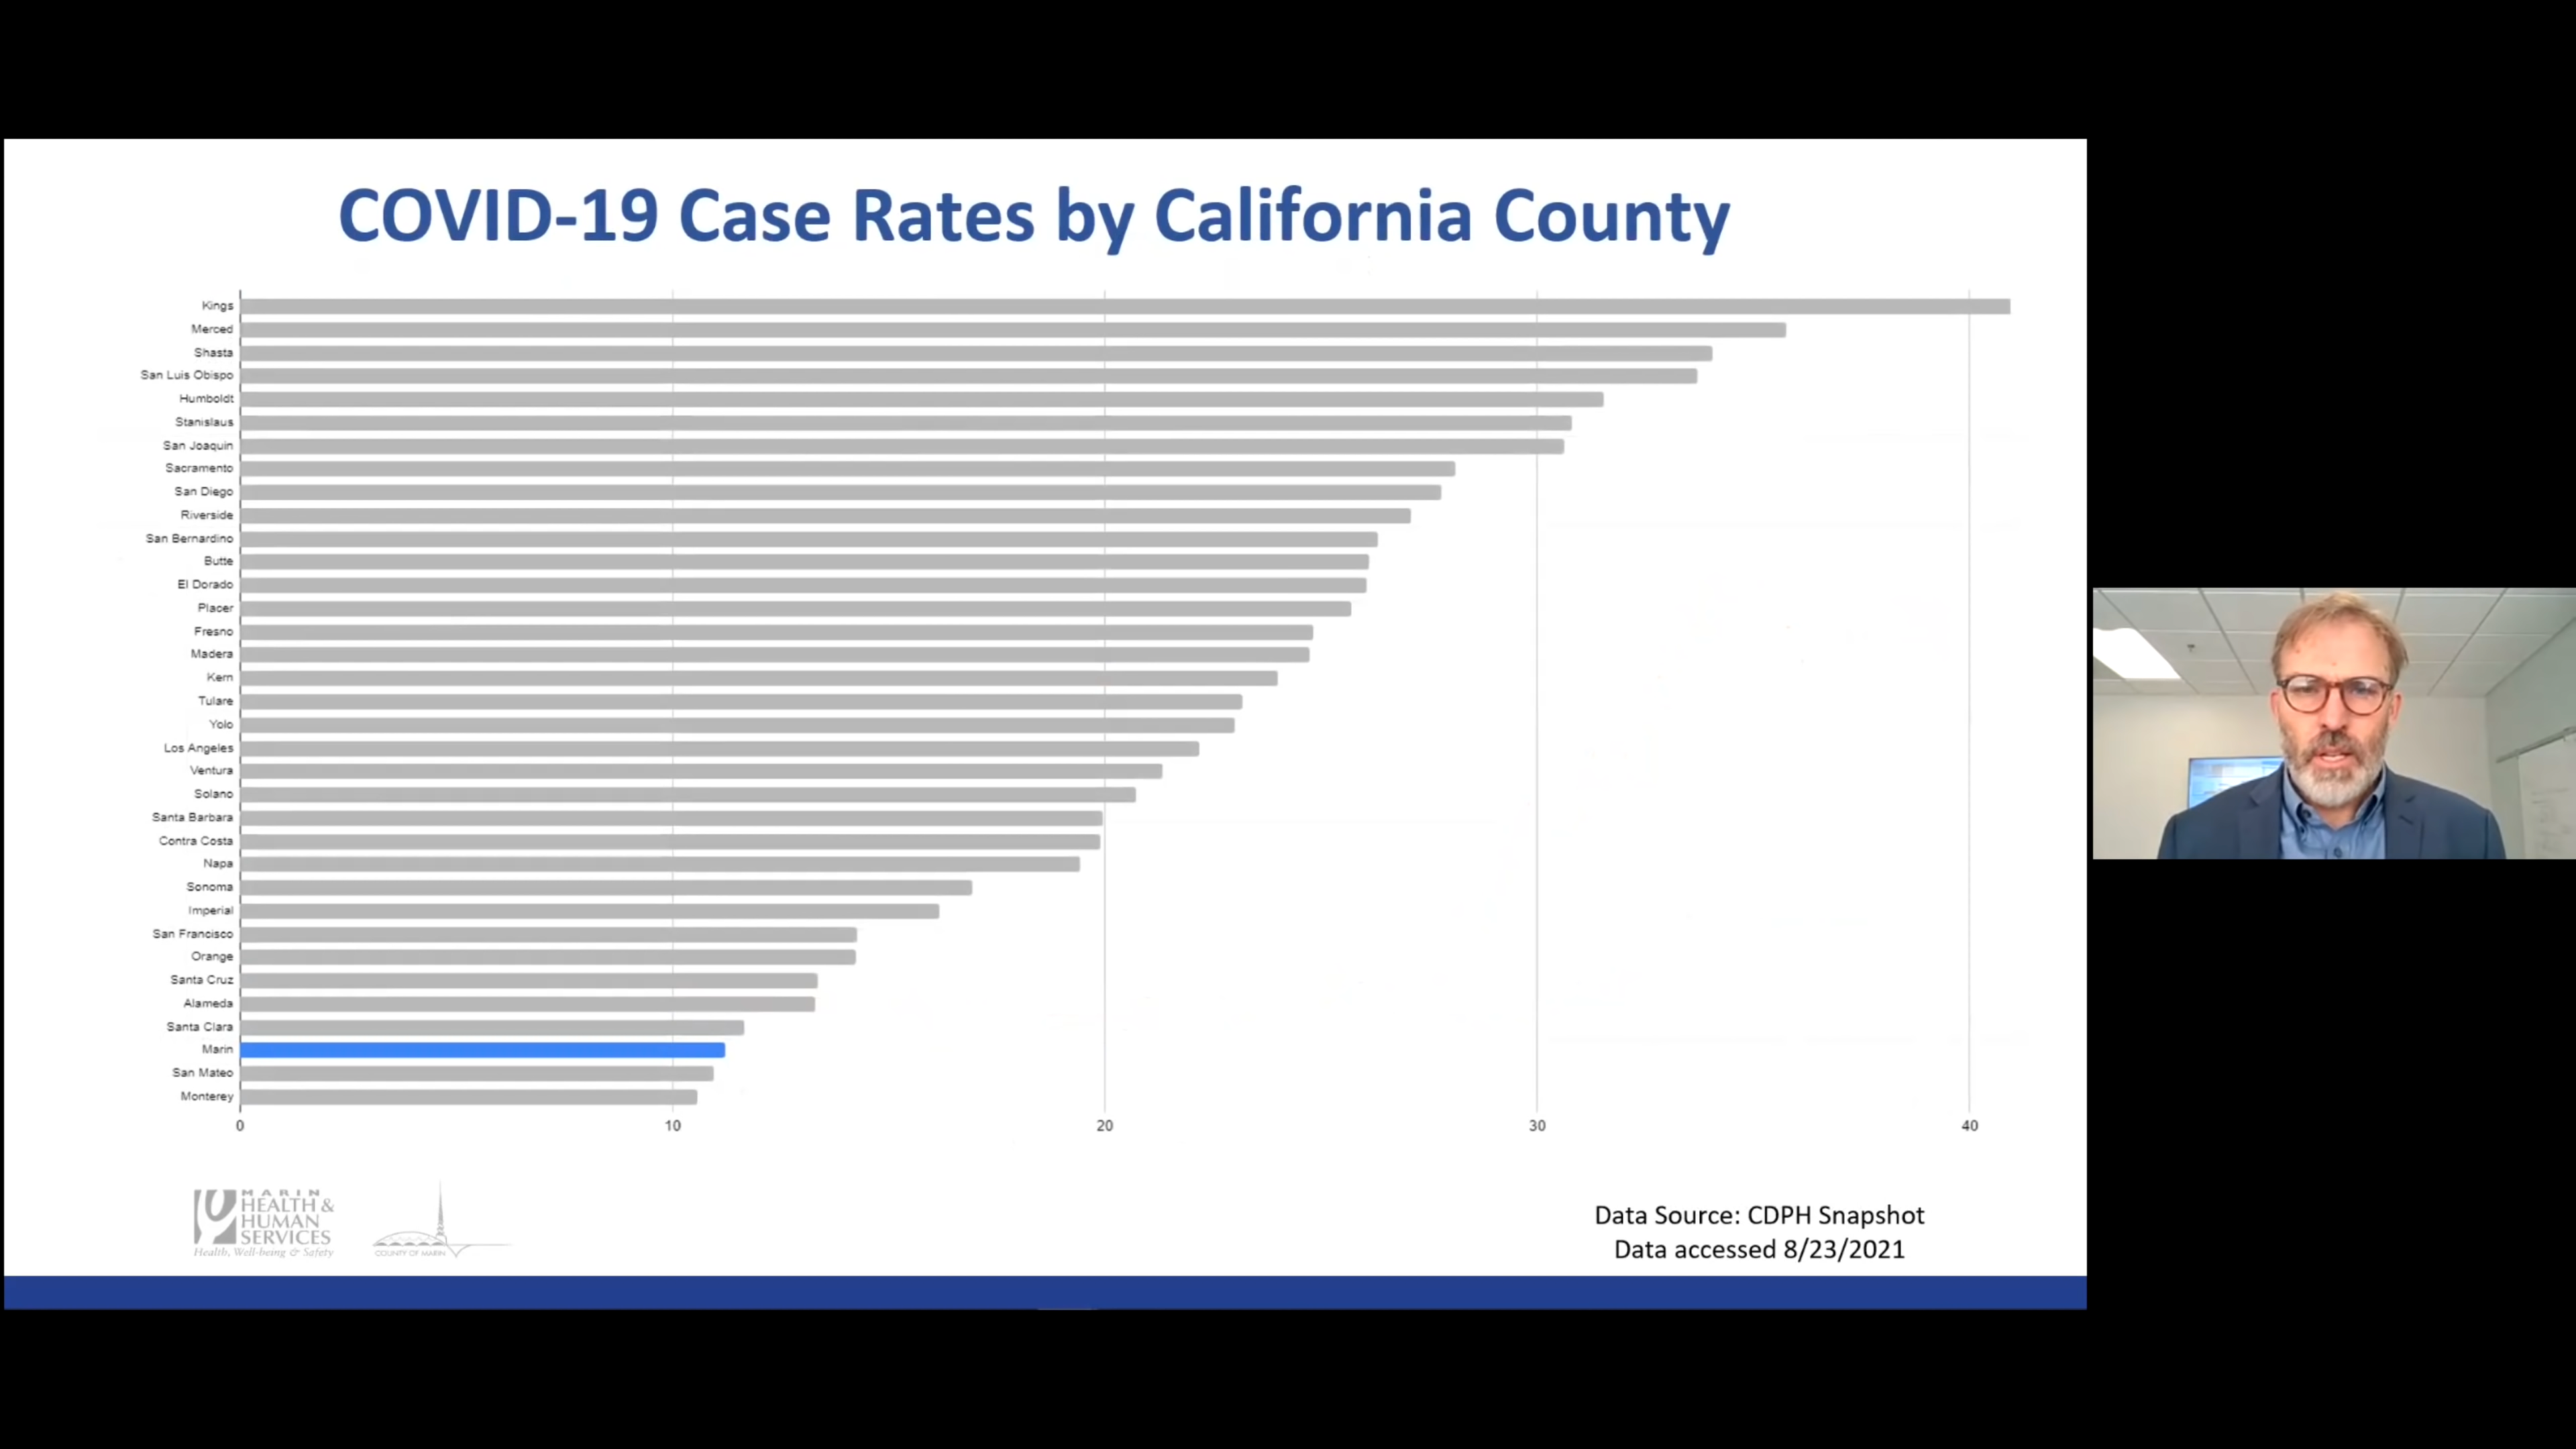 COVID-19 Case Rates by California County
Kings
Merced
Shasta
San Luis Obispo
Humboldt
Stanislaus
San Joaquin
Sacramento
San Diego
Riverside
San Bernardino
Butte
El Dorado
Placer
Fresno
Madera
Kern
Tulare
Yolo
Los Angeles
Ventura
Solano
Santa Barbara
Contra Costa
Napa
Sonoma
Imperial
San Francisco
Orange
Santa Cruz
Alameda
Santa Clara
Marin
San Mateo
Monterey
0 10 20 30 40
MARIN
HEALTH &
HUMAN
SERVICES
Health, Well-being & Safety
COUNTY OF MARIN
Data Source: CDPH Snapshot
Data accessed 8/23/2021